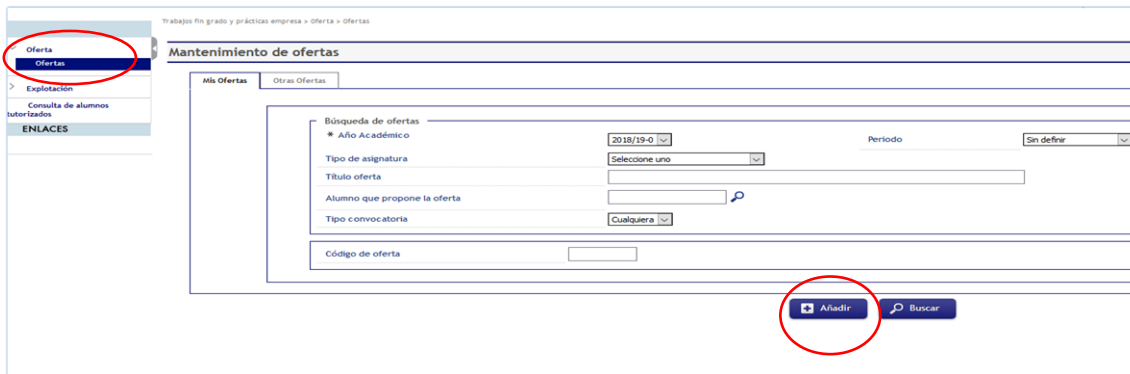 Trabajos fin grado y prácticas empresa > Oferta > Ofertas
Oferta
Ofertas
Explotación
Consulta de alumnos
tutorizados
ENLACES
Mantenimiento de ofertas
Mis Ofertas Otras Ofertas
Búsqueda de ofertas
* Año Académico 2018/19-0 Periodo Sin definir
Tipo de asignatura Seleccione uno
Título oferta
Alumno que propone la oferta
Tipo convocatoria Cualquiera
Código de oferta
Añadir Buscar